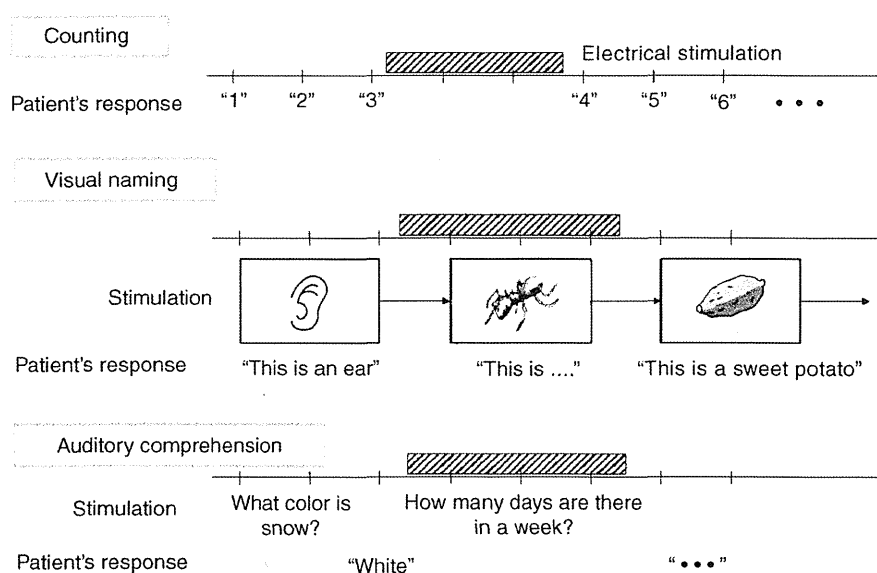 Counting
Electrical stimulation
Patient's response “1” “2” “3” “4” “5” “6” • • •
Visual naming
Stimulation
Patient's response “This is an ear” “This is ....” “This is a sweet potato”
Auditory comprehension
Stimulation What color is snow? How many days are there in a week?
Patient's response “White” “•••”